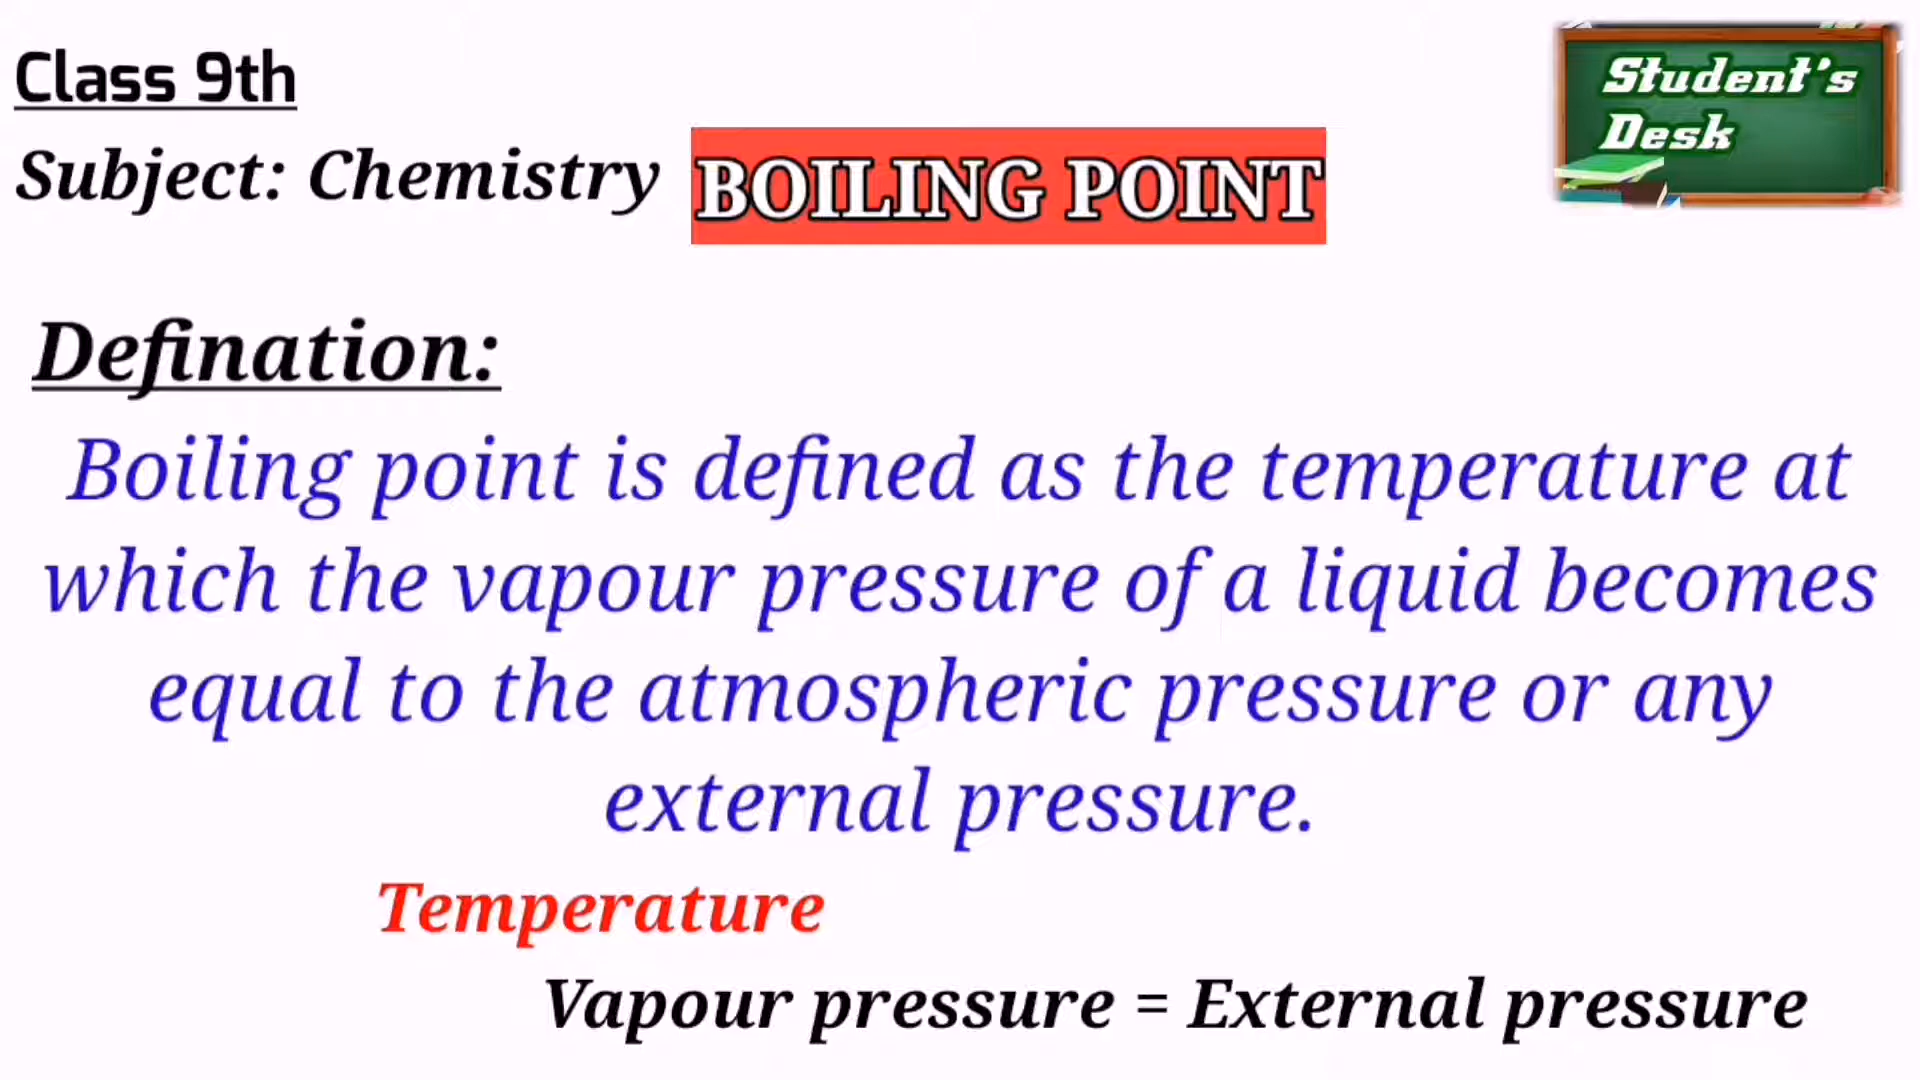 Class 9th
Student's
Desk
Subject: Chemistry
BOILING POINT
Defination:
Boiling point is defined as the temperature at
which the vapour pressure of a liquid becomes
equal to the atmospheric pressure or any
external pressure.
Temperature
Vapour pressure = External pressure